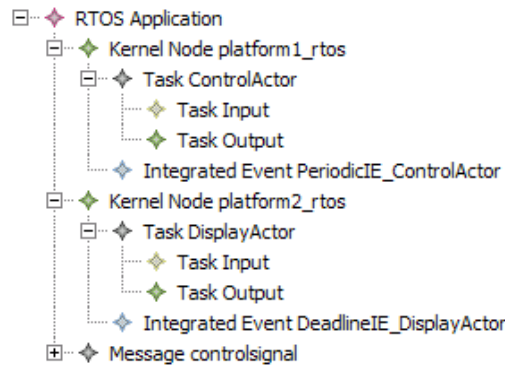 RTOS Application
Kernel Node platform1_rtos
Task ControlActor
Task Input
Task Output
Integrated Event PeriodicIE_ControlActor
Kernel Node platform2_rtos
Task DisplayActor
Task Input
Task Output
Integrated Event DeadlineIE_DisplayActor
Message controlsignal